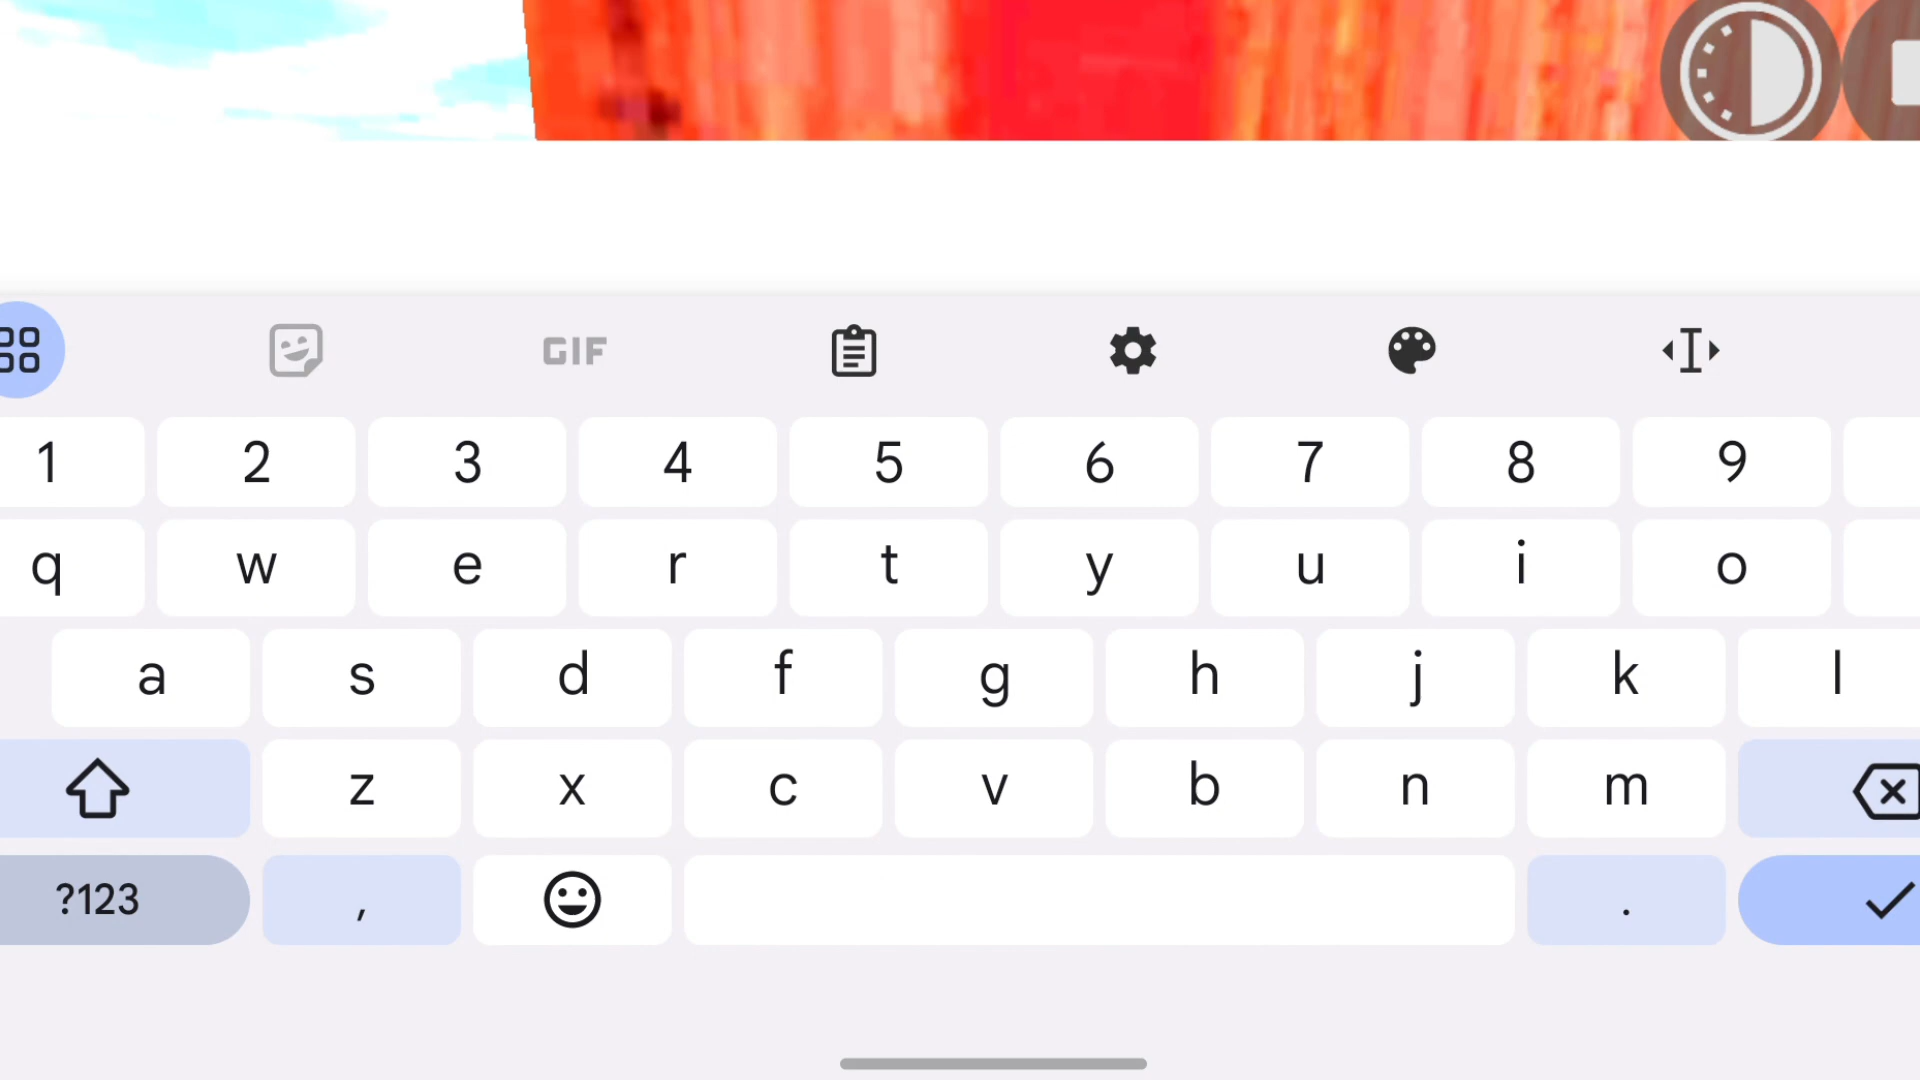 GIF
1 2 3 4 5 6 7 8 9
q w e r t y u i o
a s d f g h j k l
z x c v b n m
?123 , .